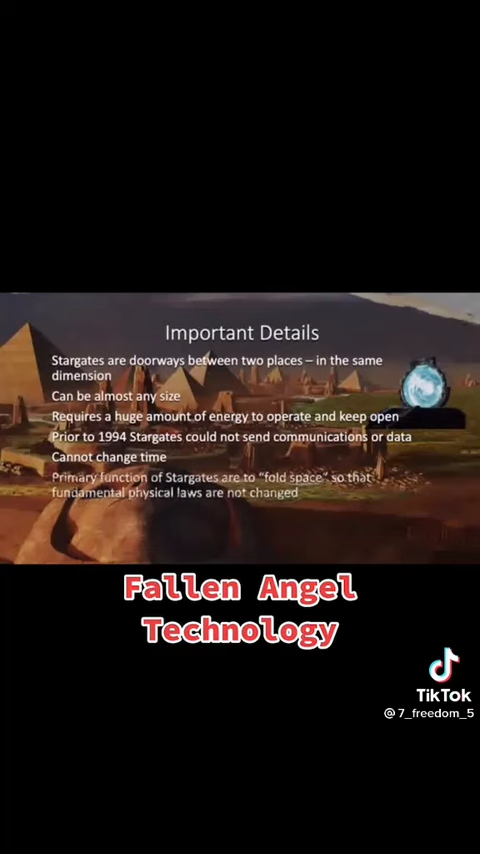 Important Details
Stargates are doorways between two places – in the same
dimension
Can be almost any size
Requires a huge amount of energy to operate and keep open
Prior to 1994 Stargates could not send communications or data
Cannot change time
Primary function of Stargates are to “fold space” so that
fundamental physical laws are not changed
Fallen Angel
Technology
TikTok
@7_freedom_5